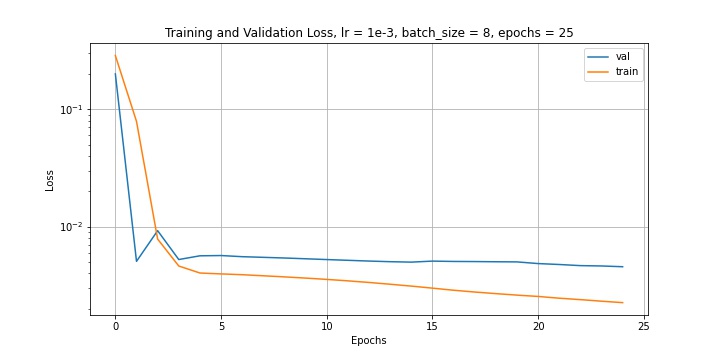 Training and Validation Loss, lr = 1e-3, batch_size = 8, epochs = 25
val
train
10⁻¹
10⁻²
Loss
0 5 10 15 20 25
Epochs